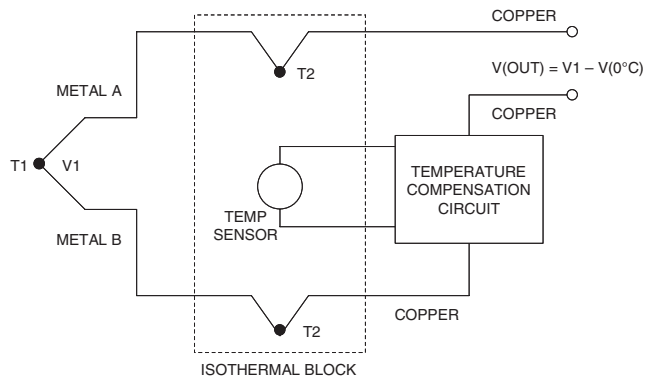 COPPER
T2
V(OUT) = V1 – V(0°C)
METAL A
COPPER
T1 V1
TEMPERATURE
COMPENSATION
CIRCUIT
TEMP
SENSOR
METAL B
COPPER
T2
ISOTHERMAL BLOCK